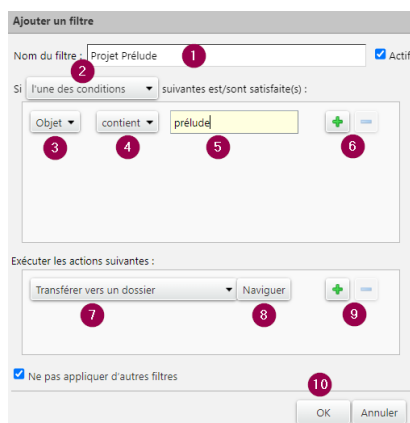 Ajouter un filtre
Nom du filtre : Projet Prélude 1 Actif
2
Si l'une des conditions suivantes est/sont satisfaite(s) :
Objet contient prélude
3 4 5 6
Exécuter les actions suivantes :
Transférer vers un dossier Naviguer
7 8 9
Ne pas appliquer d'autres filtres
10
OK Annuler